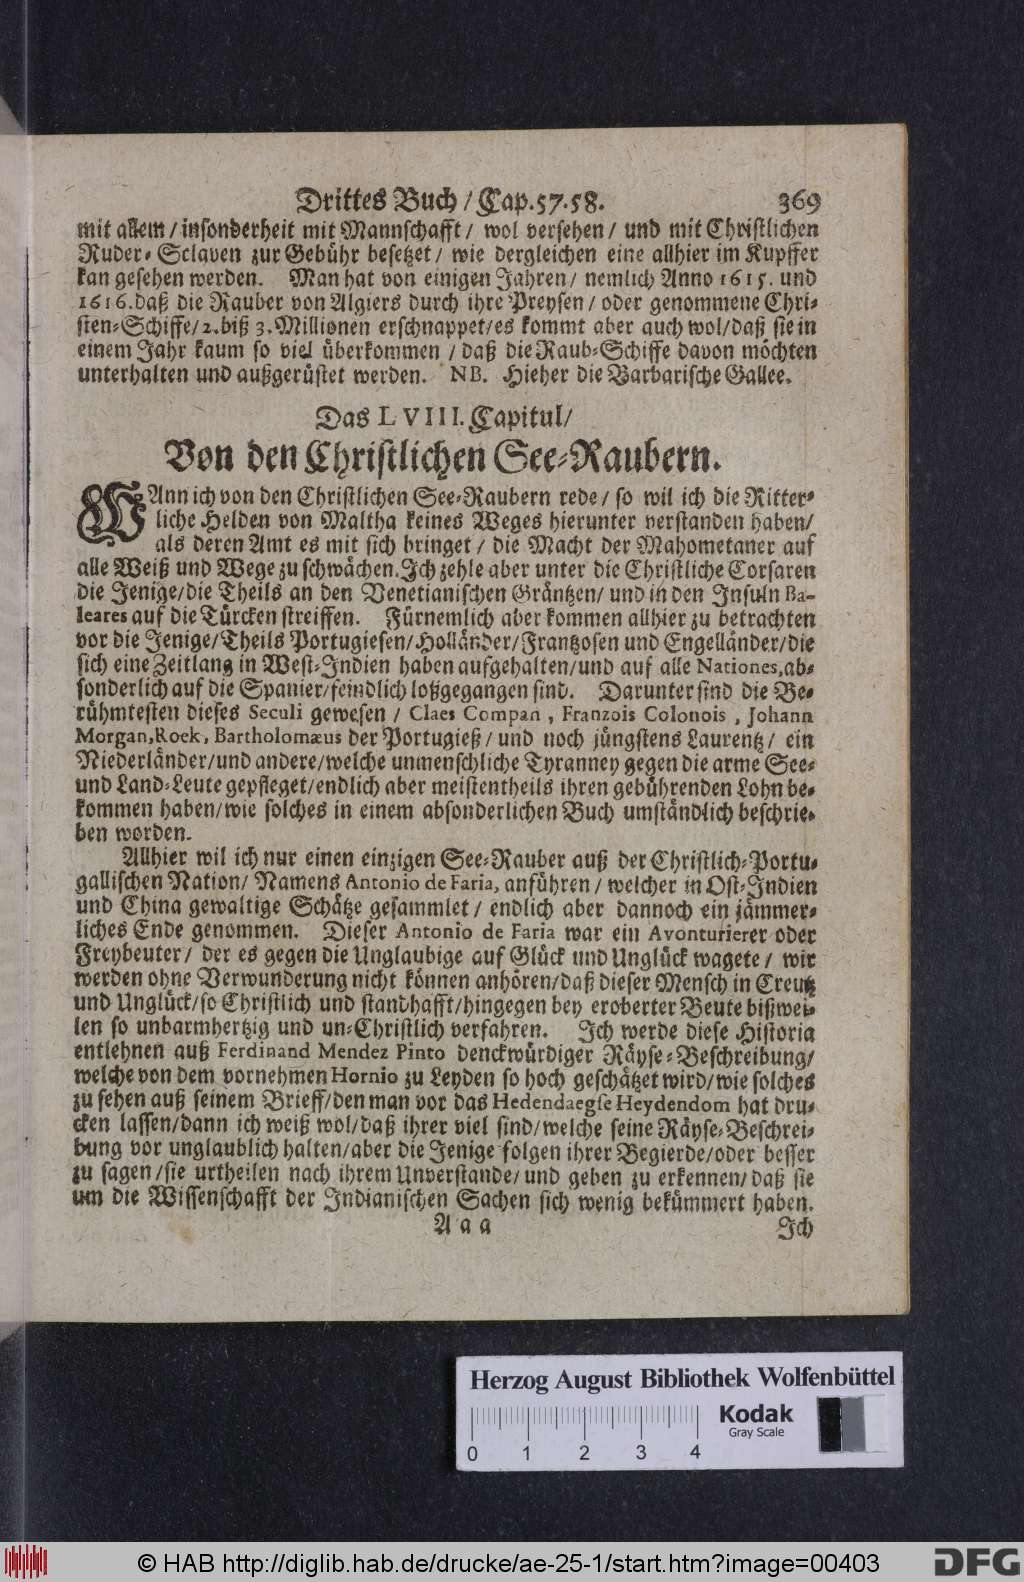 Drittes Buch / Cap. 57. 58. 369
mit allem / insonderheit mit Mannschafft / wol versehen / und mit Christlichen
Ruder-Sclaven zur Gebühr besetzet / wie dergleichen eine allhier im Kupffer
kan gesehen werden. Man hat von einigen Jahren / nemlich Anno 1615. und
1616. daß die Rauber von Algiers durch ihre Preysen / oder genommene Chri-
sten-Schiffe / 2. biß 3. Millionen erschnappet / es kommt aber auch wol / daß sie in
einem Jahr kaum so viel überkommen / daß die Raub-Schiffe davon möchten
unterhalten und außgerüstet werden. NB. Hieher die Barbarische Gallee.
Das LVIII. Capitul /
Von den Christlichen See-Raubern.
WAnn ich von den Christlichen See-Raubern rede / so wil ich die Ritter-
liche Helden von Maltha keines Weges hierunter verstanden haben /
als deren Amt es mit sich bringet / die Macht der Mahometaner auf
alle Weiß und Wege zu schwächen. Ich zehle aber unter die Christliche Corsaren
die Jenige / die Theils an den Venetianischen Gräntzen / und in den Insuln Ba-
leares auf die Türcken streiffen. Fürnemlich aber kommen allhier zu betrachten
vor die Jenige / Theils Portugiesen / Holländer / Frantzosen und Engelländer / die
sich eine Zeitlang in West-Indien haben aufgehalten / und auf alle Nationes, ab-
sonderlich auf die Spanier / feindlich loßgegangen sind. Darunter sind die Be-
rühmtesten dieses Seculi gewesen / Claes Compan, Franzois Colonois, Johann
Morgan, Rock, Bartholomæus der Portugieß / und noch jüngstens Laurentz / ein
Niederländer / und andere / welche unmenschliche Tyranney gegen die arme See-
und Land-Leute gepfleget / endlich aber meistentheils ihren gebührenden Lohn be-
kommen haben / wie solches in einem absonderlichen Buch umständlich beschrie-
ben worden.
Allhier wil ich nur einen einzigen See-Rauber auß der Christlich-Portu-
gallischen Nation / Namens Antonio de Faria, anführen / welcher in Ost-Indien
und China gewaltige Schätze gesammlet / endlich aber dannoch ein jämmer-
liches Ende genommen. Dieser Antonio de Faria war ein Avonturierer oder
Freybeuter / der es gegen die Unglaubige auf Glück und Unglück wagete / wir
werden ohne Verwunderung nicht können anhören / daß dieser Mensch in Creutz
und Unglück / so Christlich und standhafft / hingegen bey eroberter Beute bißwei-
len so unbarmhertzig und un-Christlich verfahren. Ich werde diese Historia
entlehnen auß Ferdinand Mendez Pinto denckwürdiger Räyse-Beschreibung /
welche von dem vornehmen Hornio zu Leyden so hoch geschätzet wird / wie solches
zu sehen auß seinem Brieff / den man vor das Hedendaegse Heydendom hat dru-
cken lassen / dann ich weiß wol / daß ihrer viel sind / welche seine Räyse-Beschrei-
bung vor unglaublich halten / aber die Jenige folgen ihrer Begierde / oder besser
zu sagen / sie urtheilen nach ihrem Unverstande / und geben zu erkennen / daß sie
um die Wissenschafft der Indianischen Sachen sich wenig bekümmert haben.
Aaa Ich
Herzog August Bibliothek Wolfenbüttel
Kodak
Gray Scale
0 1 2 3 4
© HAB http://diglib.hab.de/drucke/ae-25-1/start.htm?image=00403
DFG